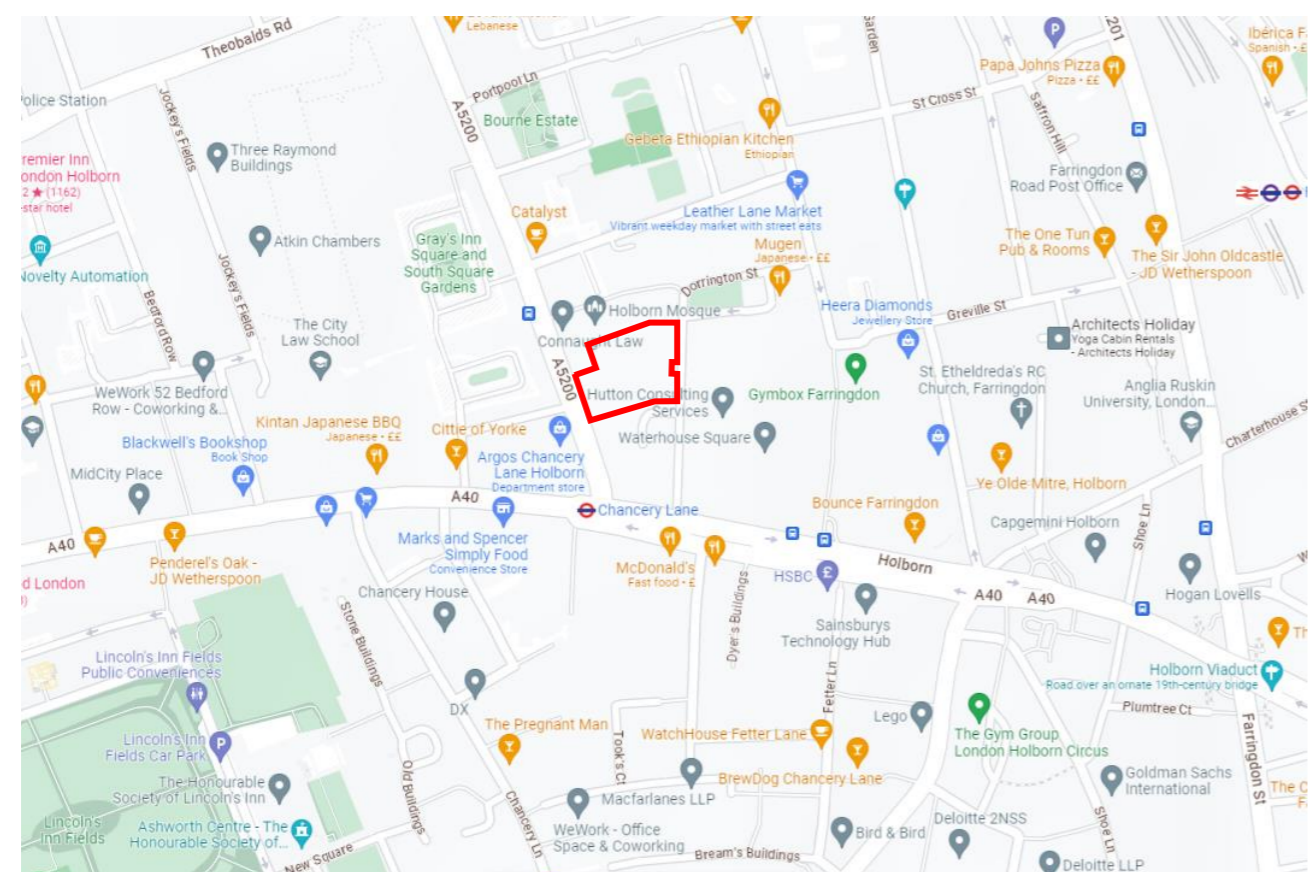 Lebanese
Theobalds Rd
Garden
A201
Ibérica F
Spanish · £
Papa Johns Pizza
Pizza · ££
P
Portpool Ln
olice Station
Jockey's Fields
A5200
Bourne Estate
St Cross St
Saffron Hill
Three Raymond
Buildings
Gebeta Ethiopian Kitchen
Ethiopian
remier Inn
ondon Holborn
2 ★ (1162)
-star hotel
Farringdon
Road Post Office
Catalyst
Leather Lane Market
Vibrant weekday market with street eats
Atkin Chambers
Gray's Inn
Square and
South Square
Gardens
Mugen
Japanese · ££
The One Tun
Pub & Rooms
The Sir John Oldcastle
- JD Wetherspoon
Novelty Automation
Jockey's Fields
Dorrington St
Bedford Row
Holborn Mosque
Heera Diamonds
Jewellery Store
Greville St
The City
Law School
Connaught Law
Architects Holiday
Yoga Cabin Rentals
- Architects Holiday
A5200
WeWork 52 Bedford
Row - Coworking &...
Hutton Consulting
Services
Gymbox Farringdon
St. Etheldreda's RC
Church, Farringdon
Anglia Ruskin
University, London...
Charterhouse S
Kintan Japanese BBQ
Japanese · ££
Cittie of Yorke
Waterhouse Square
Blackwell's Bookshop
Book Shop
Argos Chancery
Lane Holborn
Department store
MidCity Place
Ye Olde Mitre, Holborn
A40
Chancery Lane
Bounce Farringdon
Capgemini Holborn
Shoe Ln
Marks and Spencer
Simply Food
Convenience Store
A40
Penderel's Oak -
JD Wetherspoon
McDonald's
Fast food · £
HSBC
£
Holborn
d London
Chancery House
A40
A40
Hogan Lovells
Stone Buildings
Dyer's Buildings
Sainsburys
Technology Hub
Th
Lincoln's Inn Fields
Public Conveniences
Fetter Ln
Holborn Viaduct
Road over an ornate 19th-century bridge
Plumtree Ct
DX
Lego
The Pregnant Man
WatchHouse Fetter Lane
The Gym Group
London Holborn Circus
Farringdon St
Lincoln's Inn
Fields Car Park
P
Took's Ct
BrewDog Chancery Lane
Goldman Sachs
International
The Honourable
Society of Lincoln's Inn
Old Buildings
Chancery Ln
Macfarlanes LLP
The C
F
Lincoln's
Inn Fields
Ashworth Centre - The
Honourable Society of...
WeWork - Office
Space & Coworking
Bird & Bird
Deloitte 2NSS
Shoe Ln
New Square
Bream's Buildings
Deloitte LLP